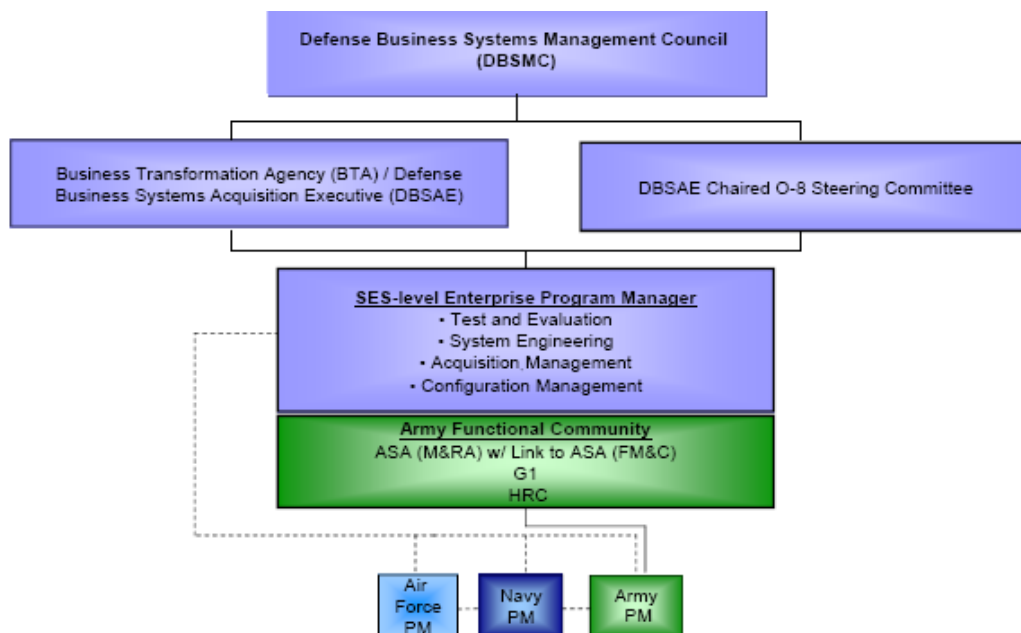 Defense Business Systems Management Council
(DBSMC)
Business Transformation Agency (BTA) / Defense
Business Systems Acquisition Executive (DBSAE)
DBSAE Chaired O-8 Steering Committee
SES-level Enterprise Program Manager
• Test and Evaluation
• System Engineering
• Acquisition Management
• Configuration Management
Army Functional Community
ASA (M&RA) w/ Link to ASA (FM&C)
G1
HRC
Air
Force
PM
Navy
PM
Army
PM